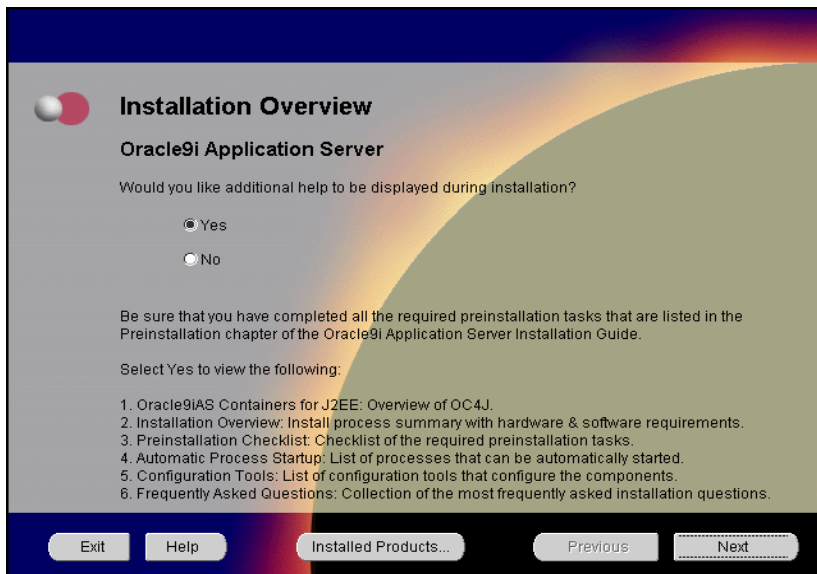 Installation Overview
Oracle9i Application Server
Would you like additional help to be displayed during installation?
Yes
No
Be sure that you have completed all the required preinstallation tasks that are listed in the
Preinstallation chapter of the Oracle9i Application Server Installation Guide.
Select Yes to view the following:
1. Oracle9iAS Containers for J2EE: Overview of OC4J.
2. Installation Overview: Install process summary with hardware & software requirements.
3. Preinstallation Checklist: Checklist of the required preinstallation tasks.
4. Automatic Process Startup: List of processes that can be automatically started.
5. Configuration Tools: List of configuration tools that configure the components.
6. Frequently Asked Questions: Collection of the most frequently asked installation questions.
Exit Help Installed Products... Previous Next